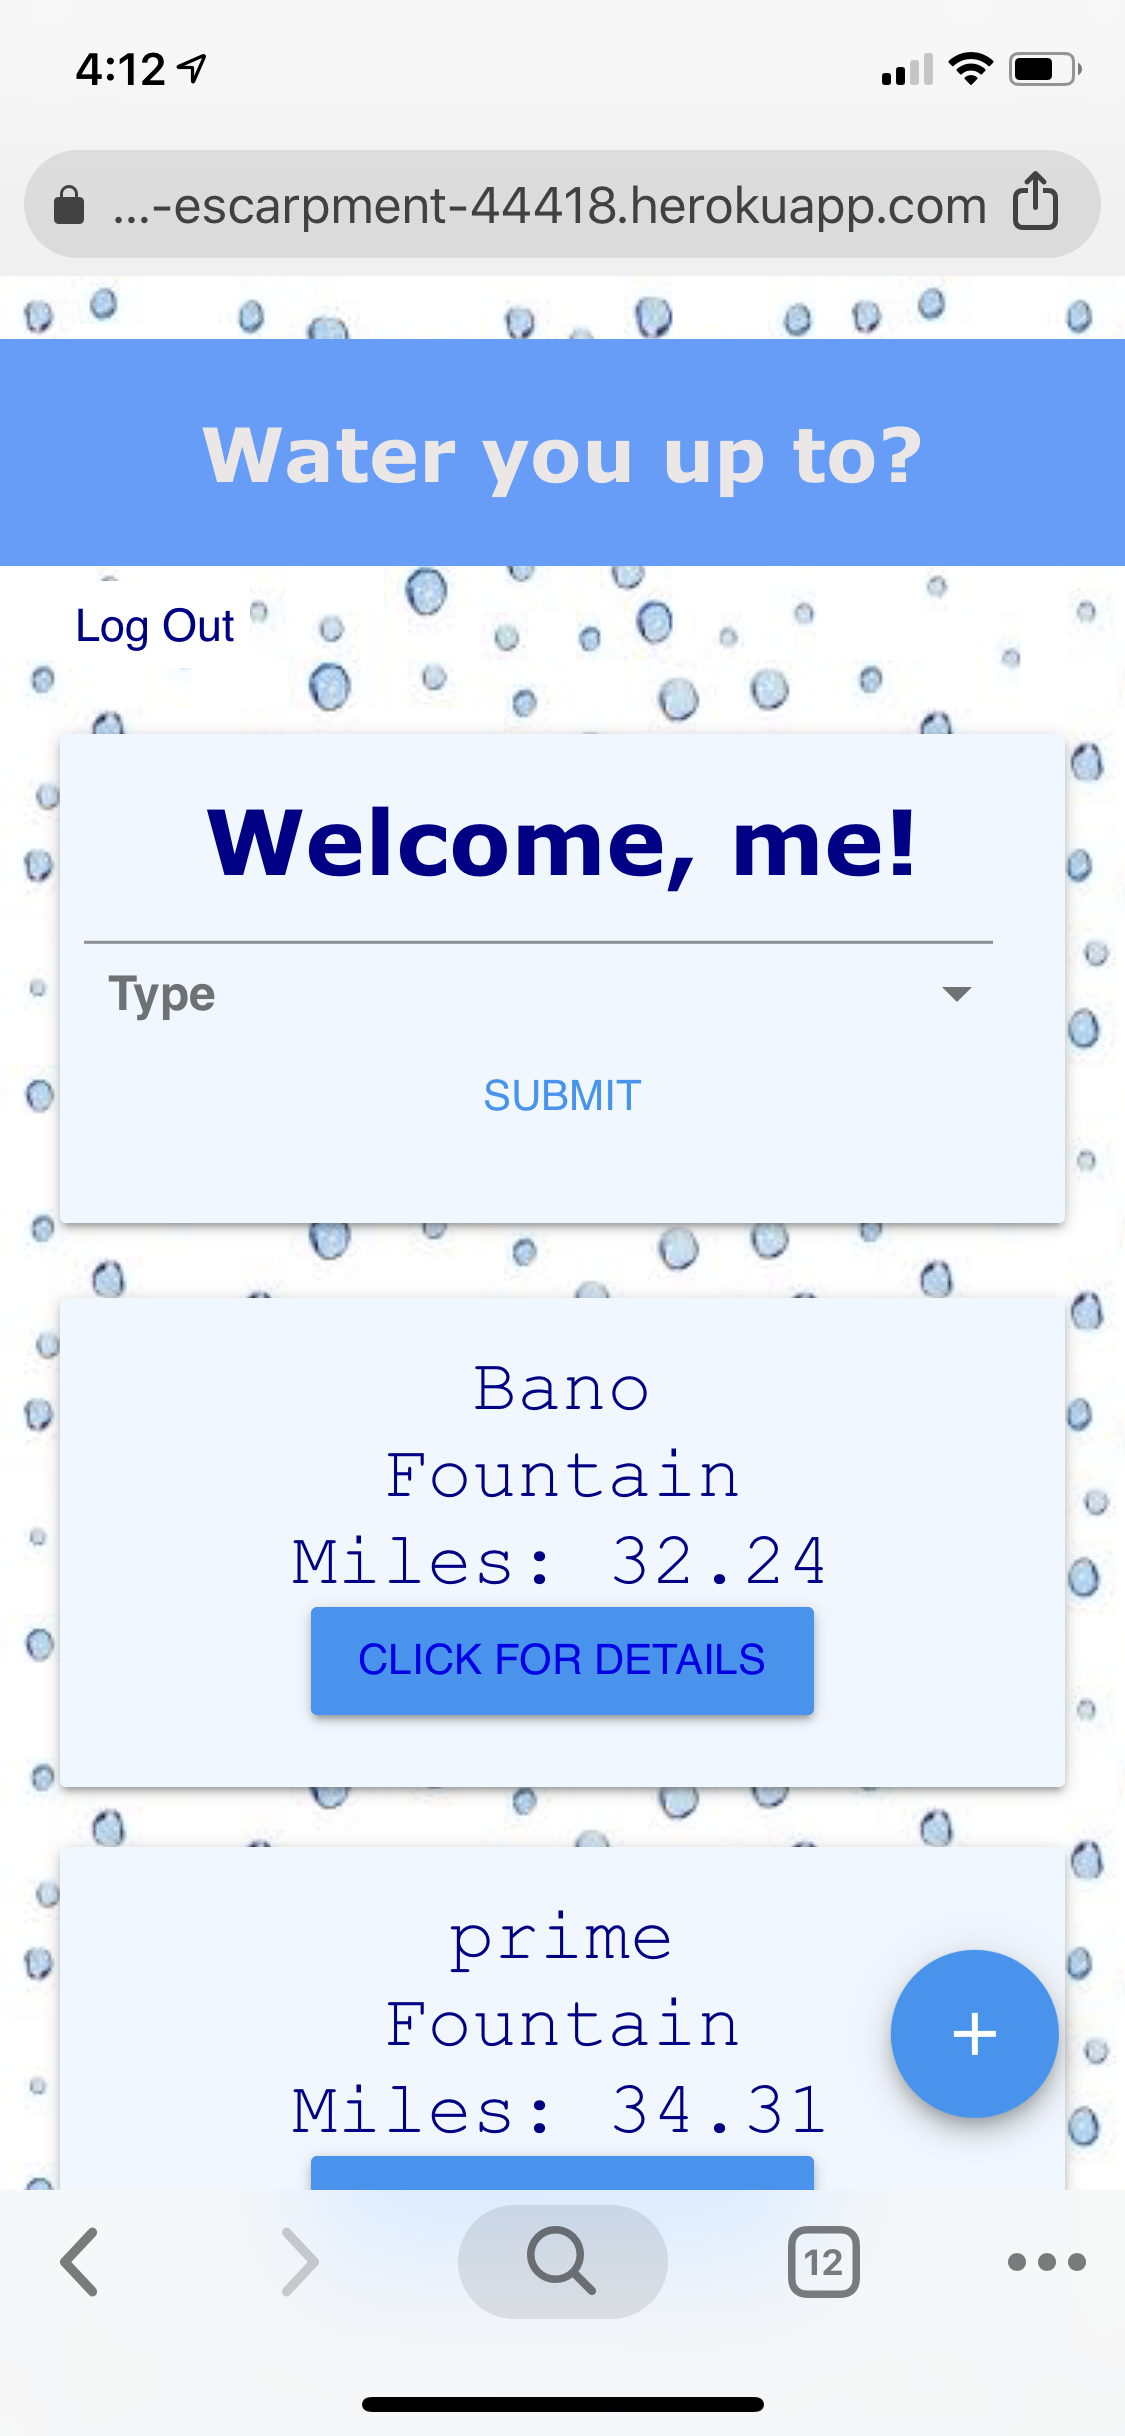 4:12
...-escarpment-44418.herokuapp.com
Water you up to?
Log Out
Welcome, me!
Type
SUBMIT
Bano
Fountain
Miles: 32.24
CLICK FOR DETAILS
prime
Fountain
Miles: 34.31
+
12